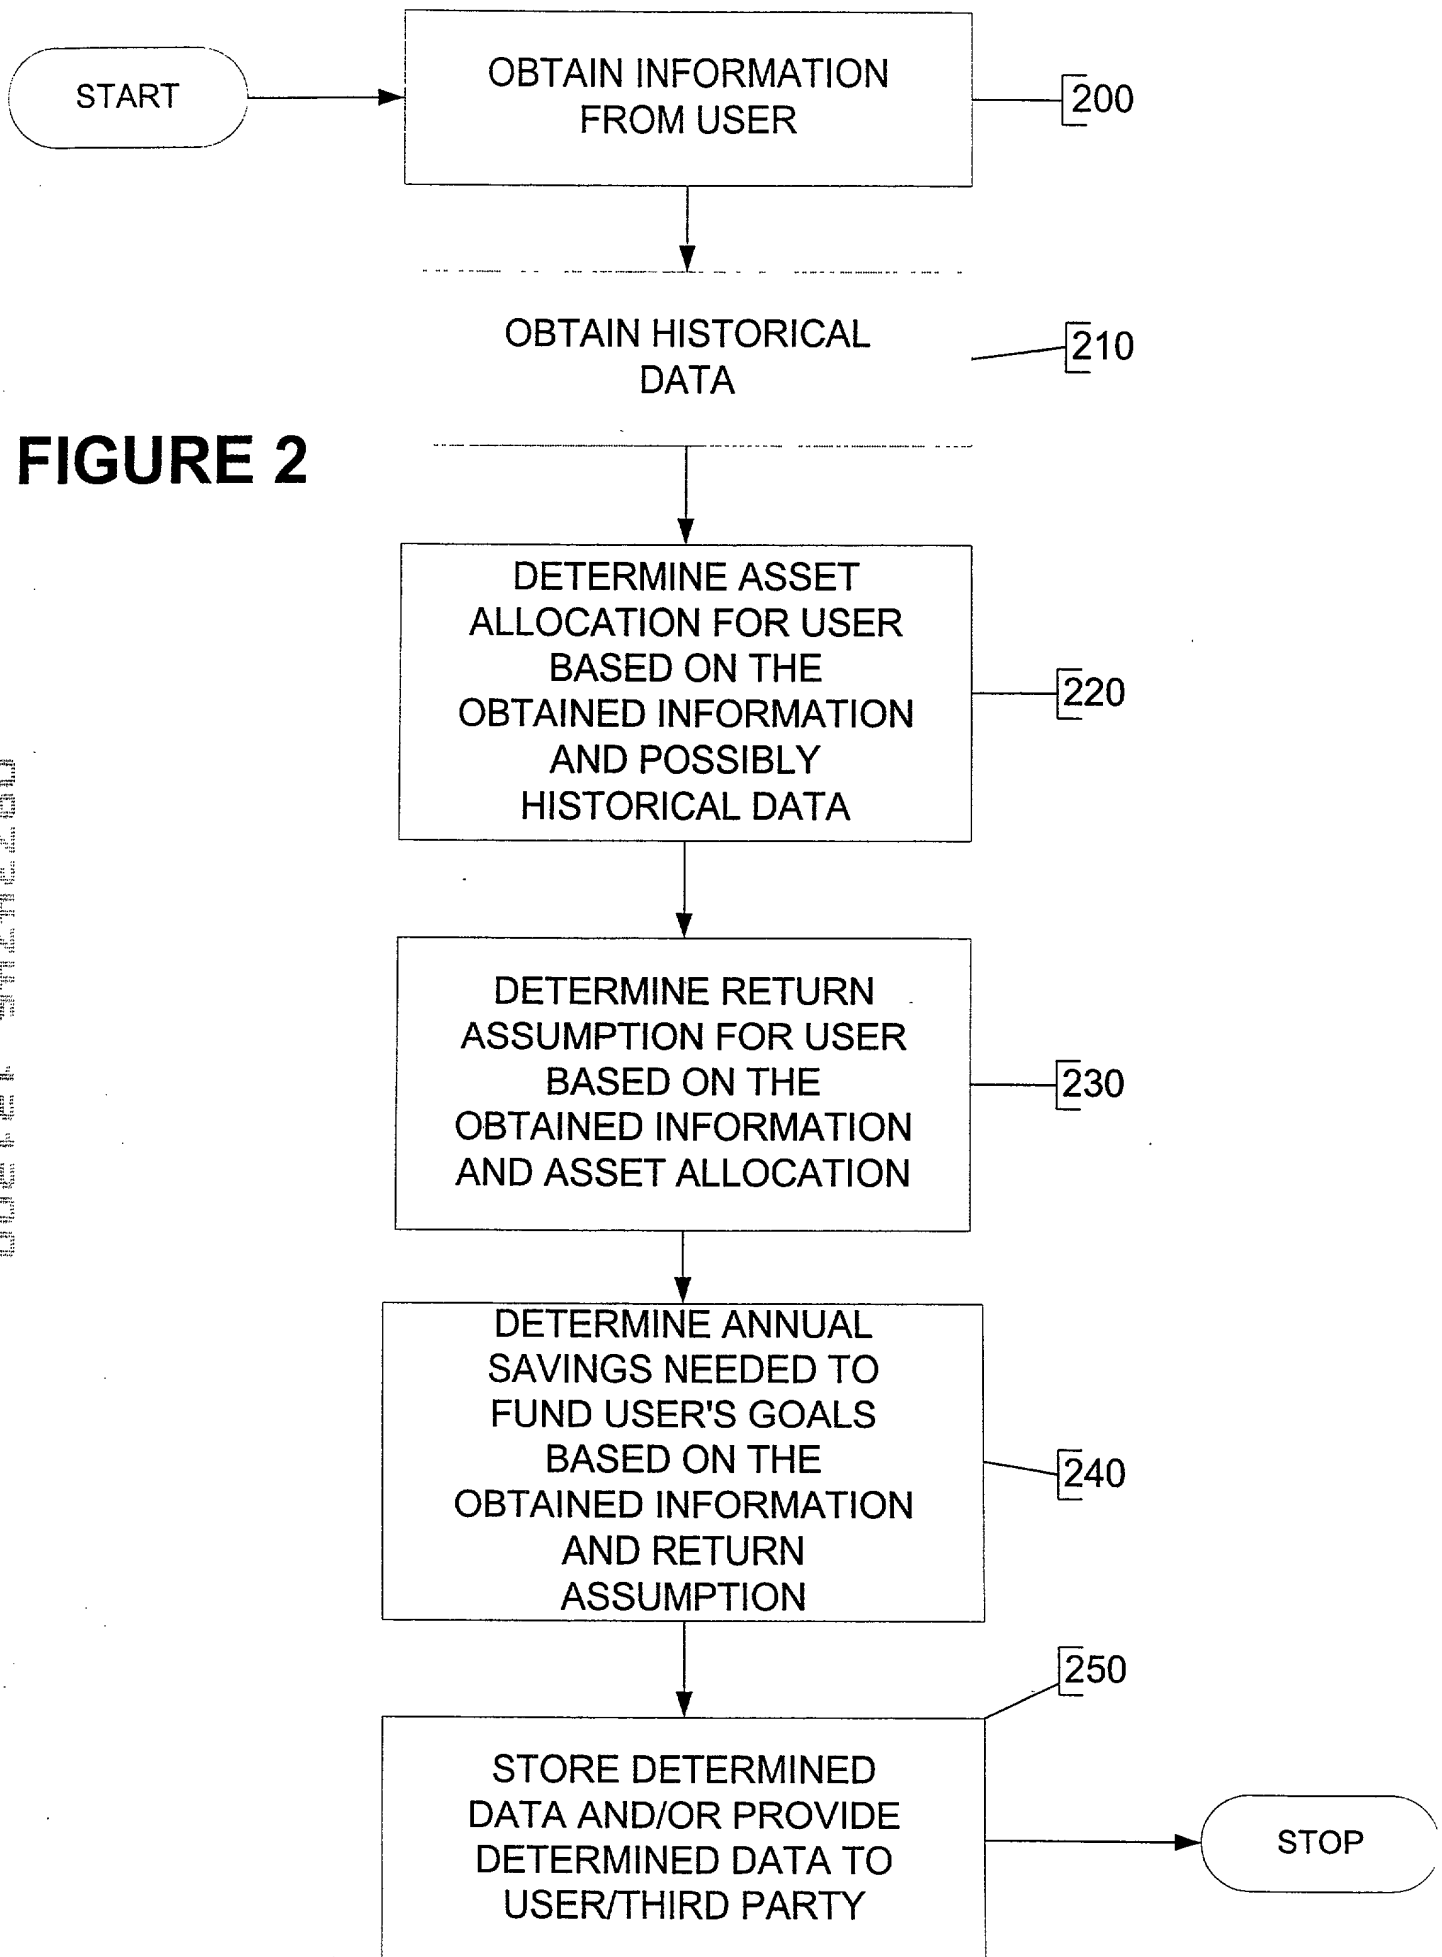 START
OBTAIN INFORMATION
FROM USER
200
OBTAIN HISTORICAL
DATA
210
FIGURE 2
DETERMINE ASSET
ALLOCATION FOR USER
BASED ON THE
OBTAINED INFORMATION
AND POSSIBLY
HISTORICAL DATA
220
DETERMINE RETURN
ASSUMPTION FOR USER
BASED ON THE
OBTAINED INFORMATION
AND ASSET ALLOCATION
230
DETERMINE ANNUAL
SAVINGS NEEDED TO
FUND USER'S GOALS
BASED ON THE
OBTAINED INFORMATION
AND RETURN
ASSUMPTION
240
250
STORE DETERMINED
DATA AND/OR PROVIDE
DETERMINED DATA TO
USER/THIRD PARTY
STOP